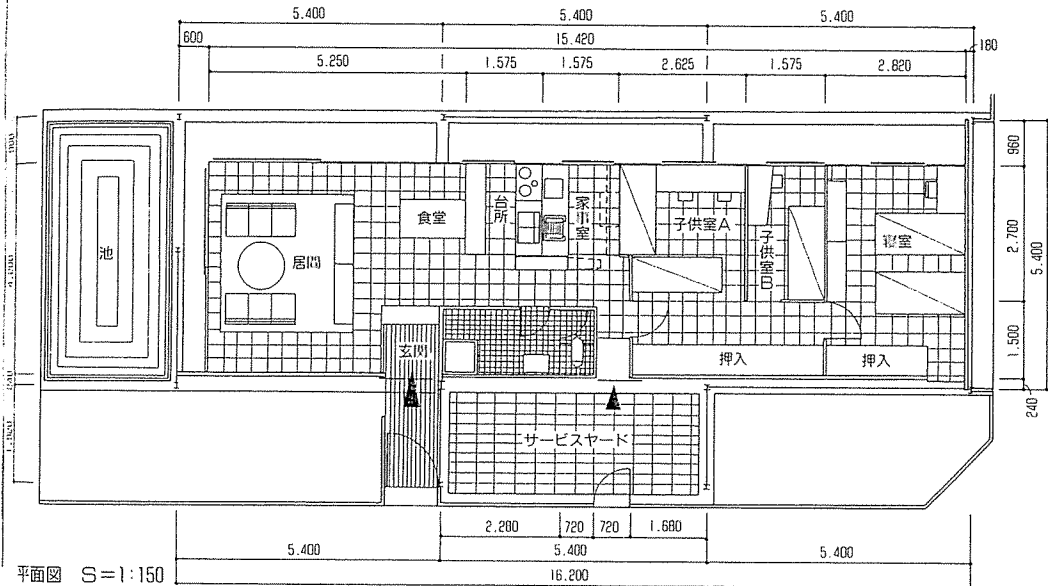 5.400 5.400 5.400
600 15.420 180
5.250 1.575 1.575 2.625 1.575 2.820
960
2.700
5.400
1.500
240
池
居間
食堂
台所
家事室
子供室A
子供室B
寝室
玄関
押入 押入
サービスヤード
2.280 720 720 1.680
5.400 5.400 5.400
16.200
平面図 S=1:150